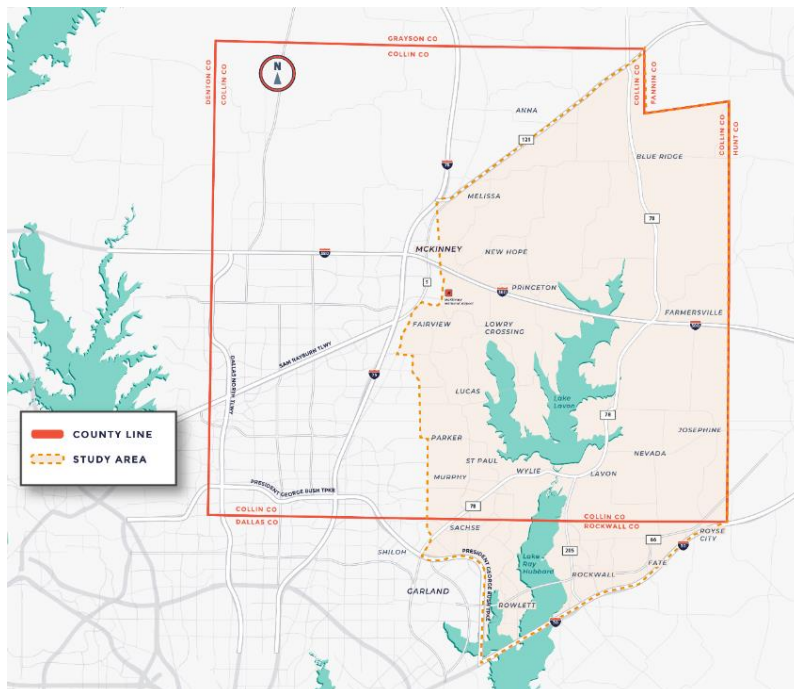 GRAYSON CO
COLLIN CO
DENTON CO
COLLIN CO
N
COLLIN CO
FANNIN CO
COLLIN CO
HUNT CO
ANNA
121
BLUE RIDGE
MELISSA
78
MCKINNEY
NEW HOPE
PRINCETON
FARMERSVILLE
FAIRVIEW
LOWRY
CROSSING
SAM RAYBURN TLWY
DALLAS NORTH TLWY
75
LUCAS
Lake
Lavon
78
COUNTY LINE
STUDY AREA
PARKER
JOSEPHINE
ST PAUL
WYLIE
LAVON
NEVADA
MURPHY
PRESIDENT GEORGE BUSH TPKE
78
COLLIN CO
DALLAS CO
COLLIN CO
ROCKWALL CO
SACHSE
ROYSE
CITY
SHILOH
66
205
Lake
Ray
Hubbard
FATE
PRESIDENT GEORGE BUSH TPKE
GARLAND
ROCKWALL
ROWLETT